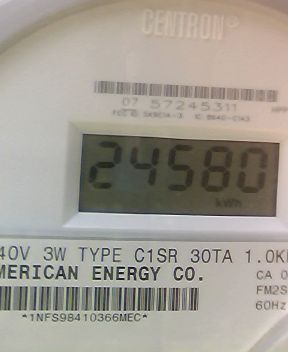 CENTRON®
07 57245311
24580
kWh
40V 3W TYPE C1SR 30TA 1.0K
MERICAN ENERGY CO.
CA 0
FM2S
60Hz
*1NFS98410366MEC*